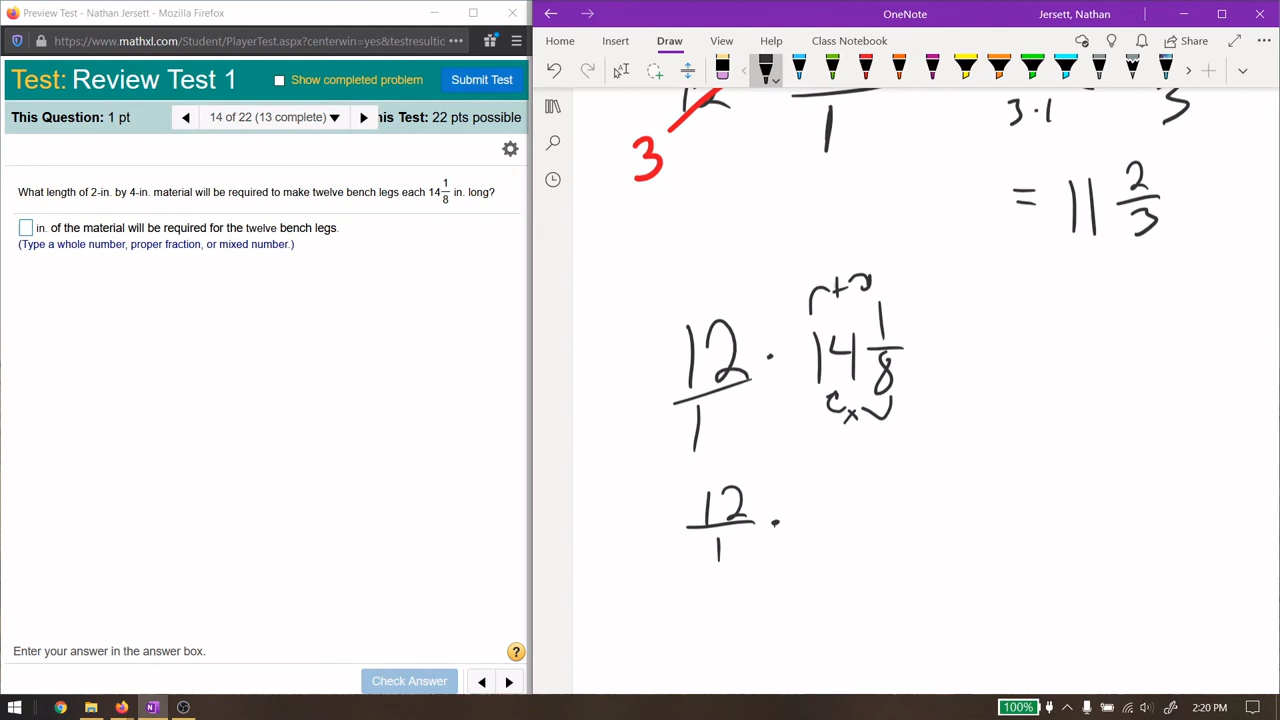 Preview Test - Nathan Jersett - Mozilla Firefox
https://www.mathxl.com/Student/PlayerTest.aspx?centerwin=yes&testresultic
Test: Review Test 1
Show completed problem
Submit Test
This Question: 1 pt
14 of 22 (13 complete)
his Test: 22 pts possible
What length of 2-in. by 4-in. material will be required to make twelve bench legs each 14 1/8 in. long?
in. of the material will be required for the twelve bench legs.
(Type a whole number, proper fraction, or mixed number.)
Enter your answer in the answer box.
?
Check Answer
OneNote
Jersett, Nathan
Home Insert Draw View Help Class Notebook
Share
12
3
1
3·1
3
= 11 2/3
r + 
12/1 · 14 1/8
x
12/1 ·
100%
2:20 PM